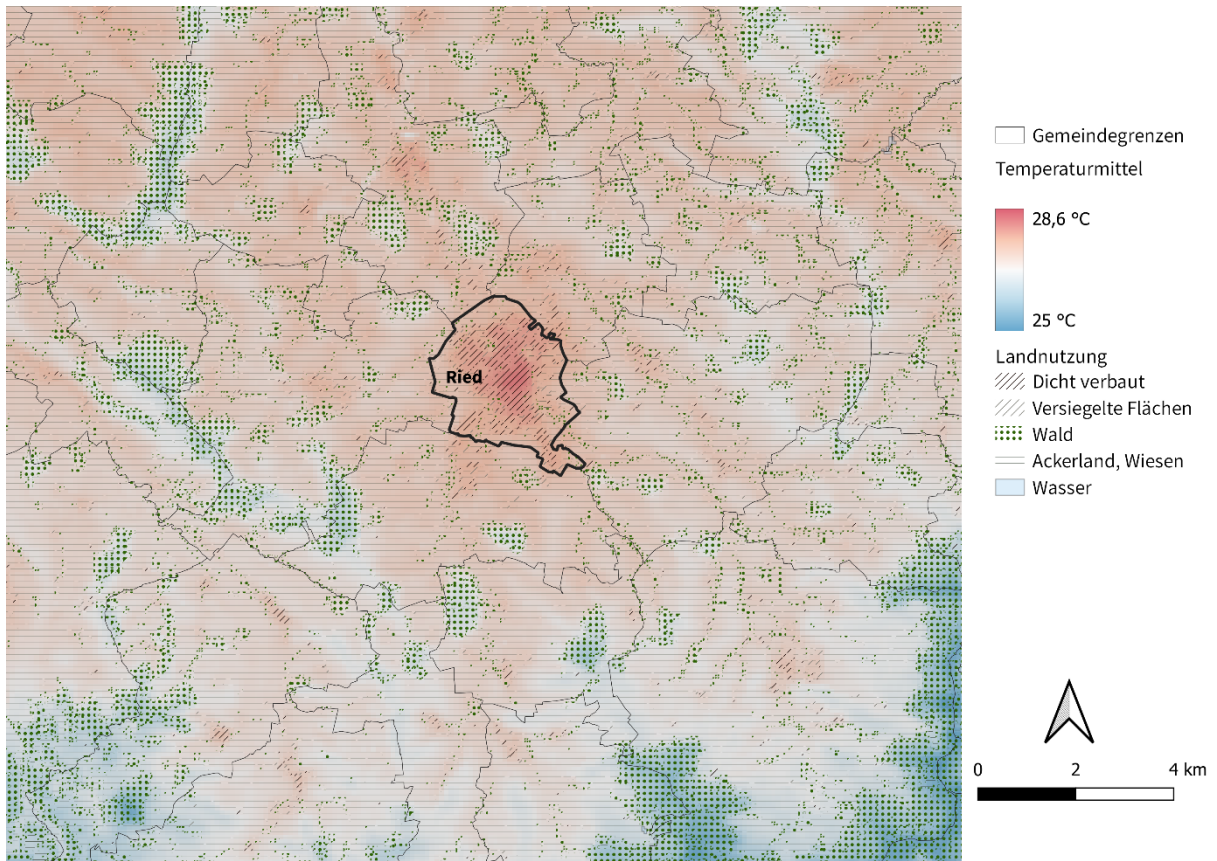 Ried
Gemeindegrenzen
Temperaturmittel
28,6 °C
25 °C
Landnutzung
Dicht verbaut
Versiegelte Flächen
Wald
Ackerland, Wiesen
Wasser
0 2 4 km